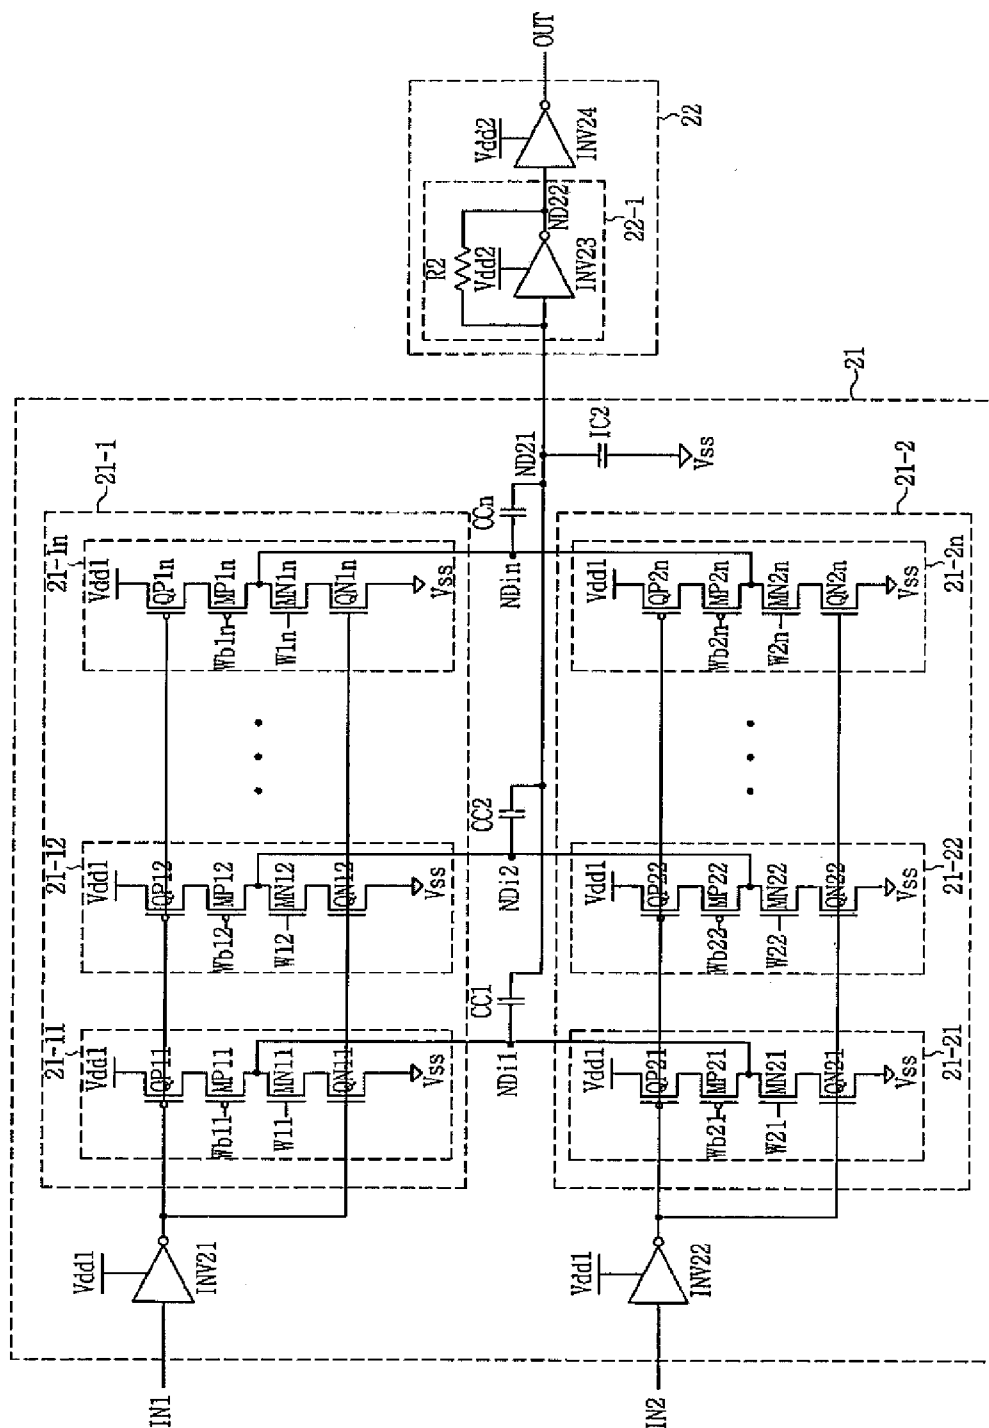 IN1
Vdd1
INV21
21-1
21-11
Vdd1
QP11
Wb11
MP11
W11
MN11
QN11
Vss
21-12
Vdd1
QP12
Wb12
MP12
W12
MN12
QN12
Vss
21-1n
Vdd1
QP1n
Wb1n
MP1n
W1n
MN1n
QN1n
Vss
NDi1
CC1
NDi2
CC2
NDin
CCn
ND21
IC2
Vss
IN2
Vdd1
INV22
21-2
Vdd1
QP21
Wb21
MP21
W21
MN21
QN21
Vss
21-21
Vdd1
QP22
Wb22
MP22
W22
MN22
QN22
Vss
21-22
Vdd1
QP2n
Wb2n
MP2n
W2n
MN2n
QN2n
Vss
21-2n
21
R2
Vdd2
INV23
ND22
22-1
Vdd2
INV24
22
OUT